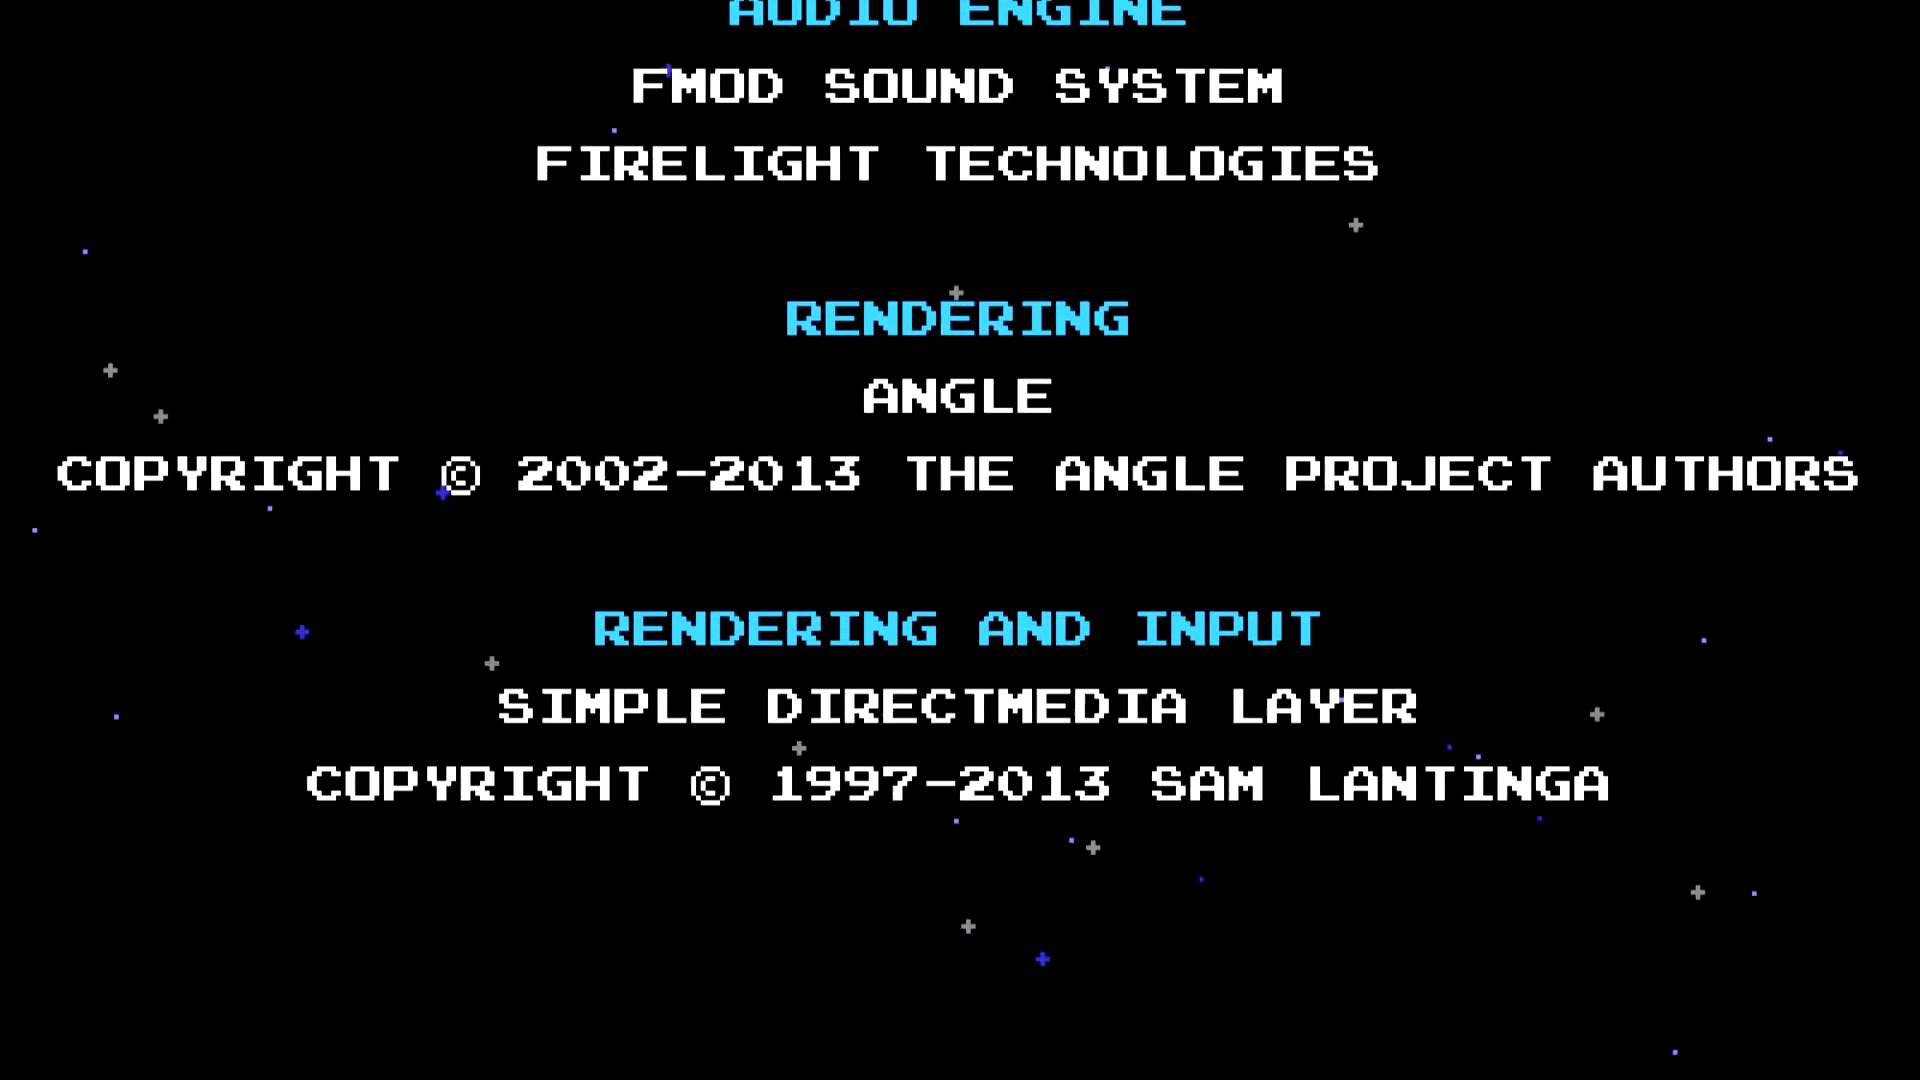 AUDIO ENGINE
FMOD SOUND SYSTEM
FIRELIGHT TECHNOLOGIES
RENDERING
ANGLE
COPYRIGHT © 2002-2013 THE ANGLE PROJECT AUTHORS
RENDERING AND INPUT
SIMPLE DIRECTMEDIA LAYER
COPYRIGHT © 1997-2013 SAM LANTINGA